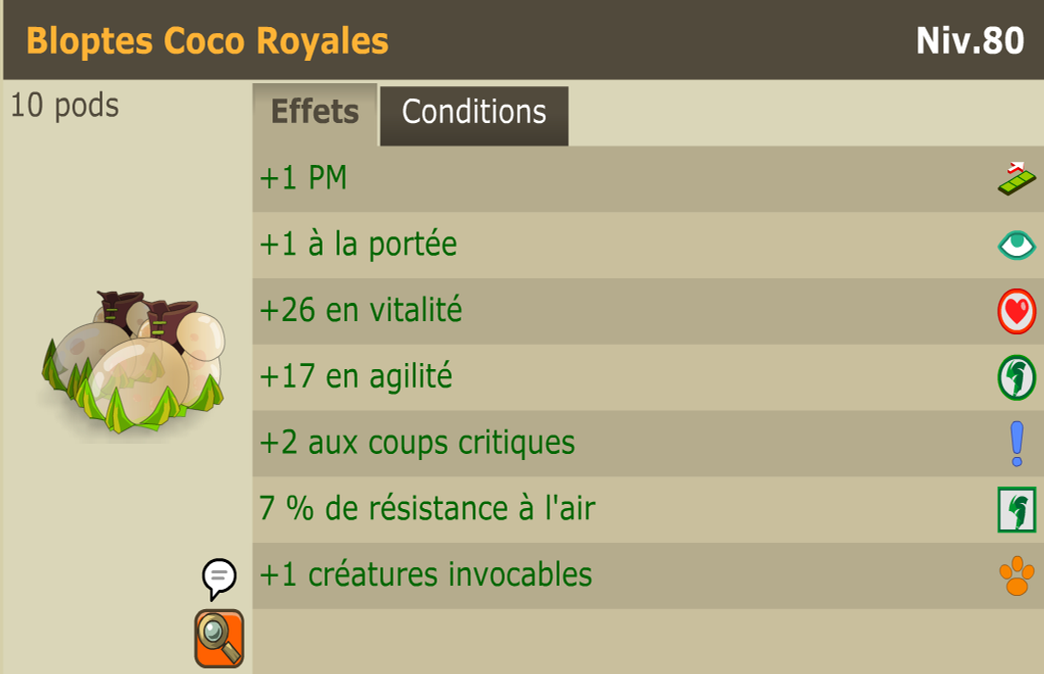 Bloptes Coco Royales
Niv.80
10 pods
Effets
Conditions
+1 PM
+1 à la portée
+26 en vitalité
+17 en agilité
+2 aux coups critiques
7 % de résistance à l'air
+1 créatures invocables